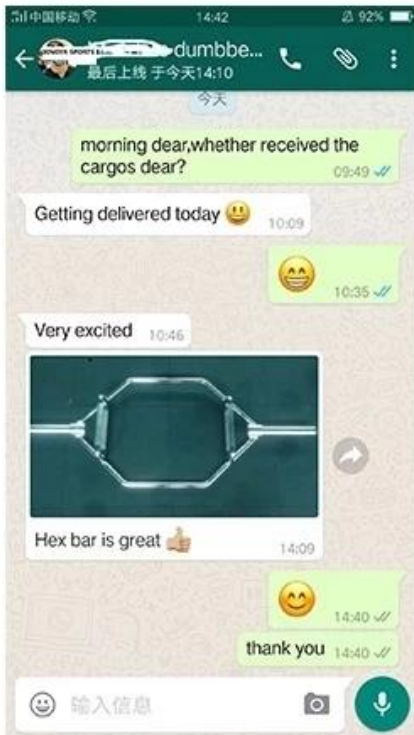 中国移动
14:42
92%
-dumbbe...
最后上线 于今天14:10
今天
morning dear,whether received the
cargos dear?
09:49
Getting delivered today
10:09
10:35
Very excited
10:46
Hex bar is great
14:09
14:40
thank you
14:40
输入信息